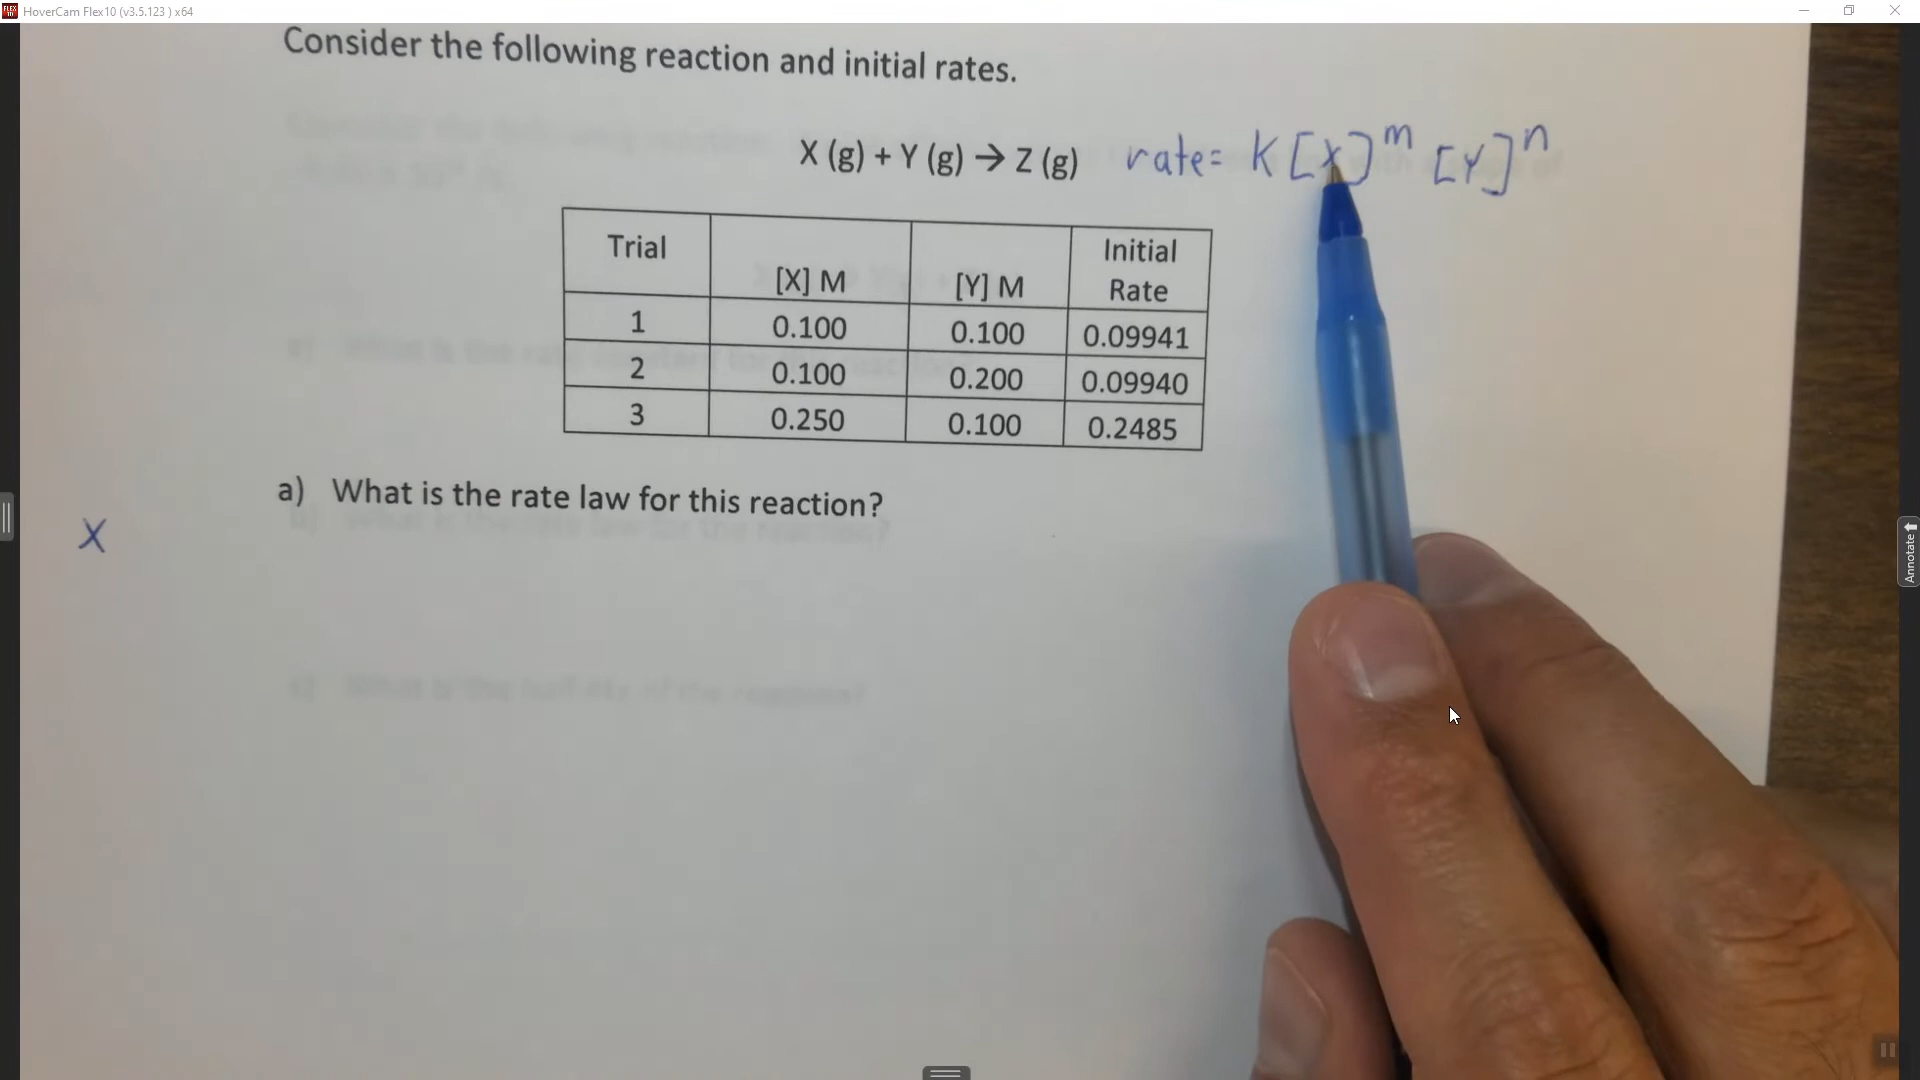 HoverCam Flex10 (v3.5.123 ) x64
Consider the following reaction and initial rates.
X (g) + Y (g) → Z (g) rate= K[X]ᵐ [Y]ⁿ
Trial [X] M [Y] M Initial Rate
1 0.100 0.100 0.09941
2 0.100 0.200 0.09940
3 0.250 0.100 0.2485
a) What is the rate law for this reaction?
X
Annotate